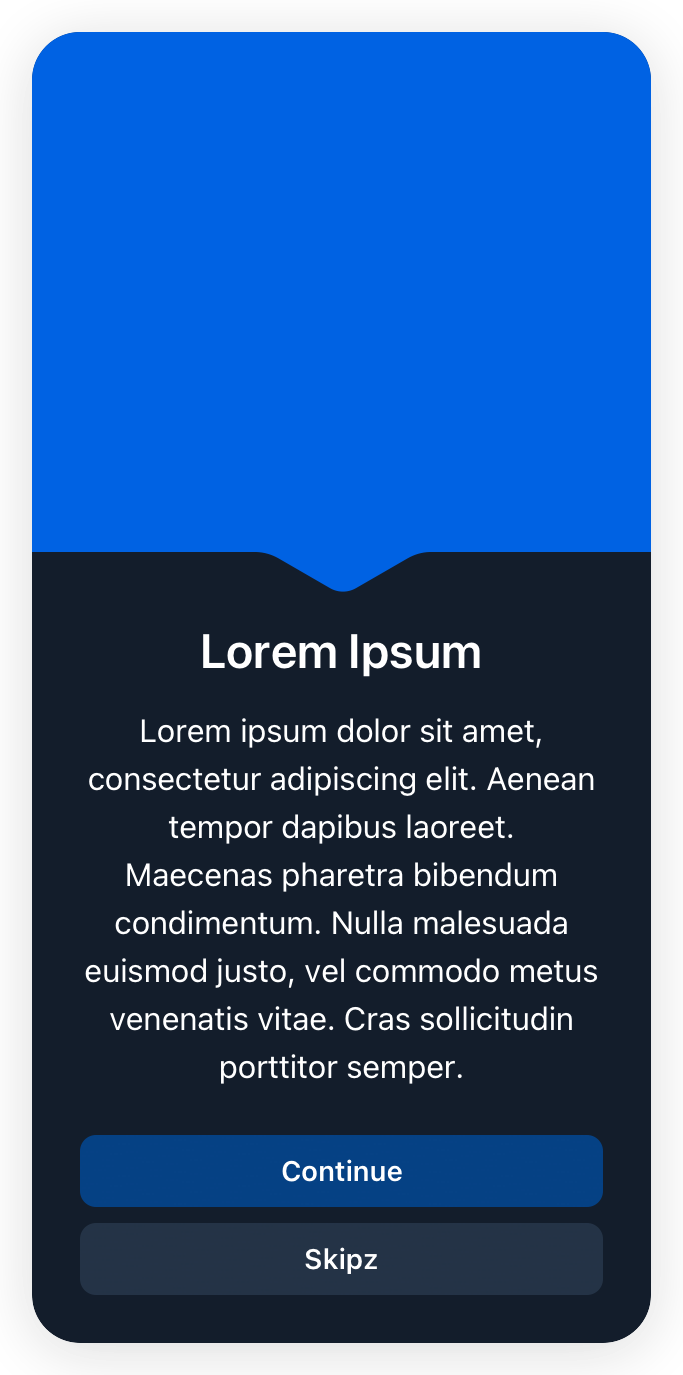 Lorem Ipsum
Lorem ipsum dolor sit amet,
consectetur adipiscing elit. Aenean
tempor dapibus laoreet.
Maecenas pharetra bibendum
condimentum. Nulla malesuada
euismod justo, vel commodo metus
venenatis vitae. Cras sollicitudin
porttitor semper.
Continue
Skipz